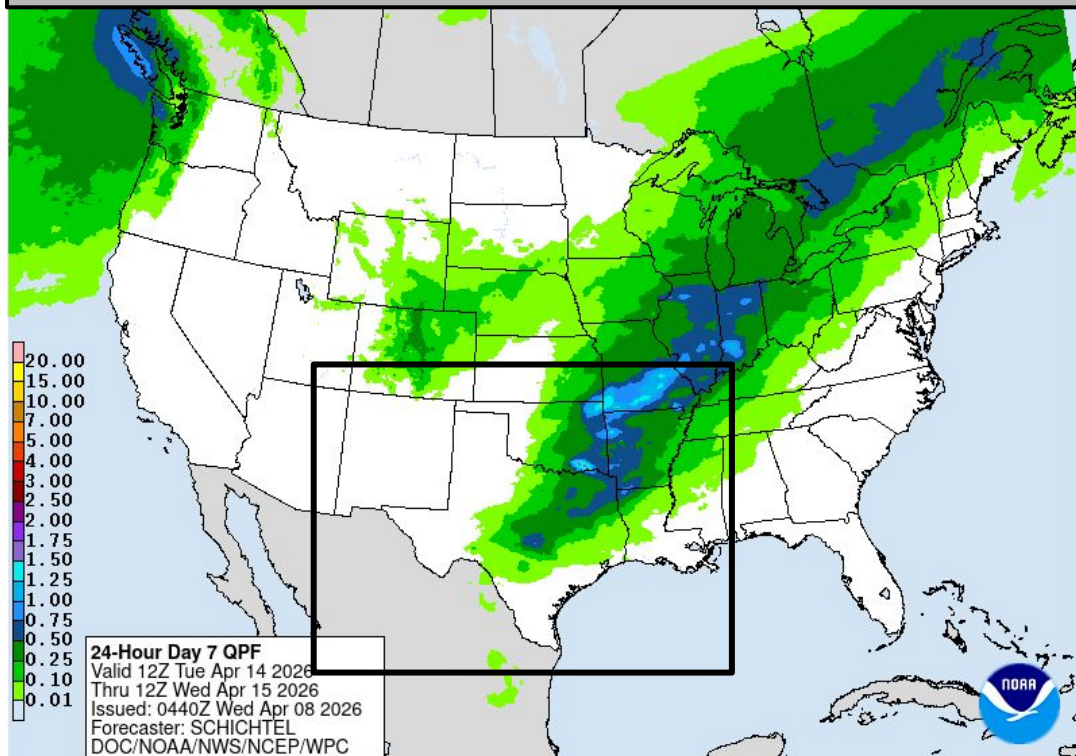 20.00
15.00
10.00
7.00
5.00
4.00
3.00
2.50
2.00
1.75
1.50
1.25
1.00
0.75
0.50
0.25
0.10
0.01
24-Hour Day 7 QPF
Valid 12Z Tue Apr 14 2026
Thru 12Z Wed Apr 15 2026
Issued: 0440Z Wed Apr 08 2026
Forecaster: SCHICHTEL
DOC/NOAA/NWS/NCEP/WPC
NOAA